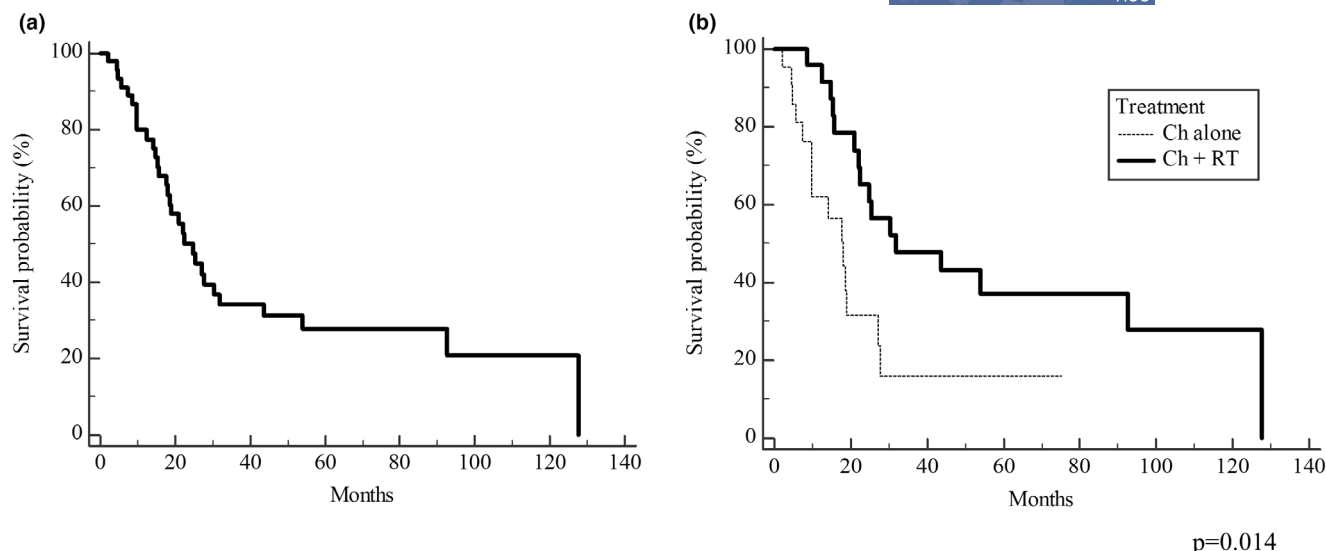 (a)
100
80
60
40
20
0
Survival probability (%)
0 20 40 60 80 100 120 140
Months
(b)
100
80
60
40
20
0
Survival probability (%)
Treatment
Ch alone
Ch + RT
0 20 40 60 80 100 120 140
Months
p=0.014